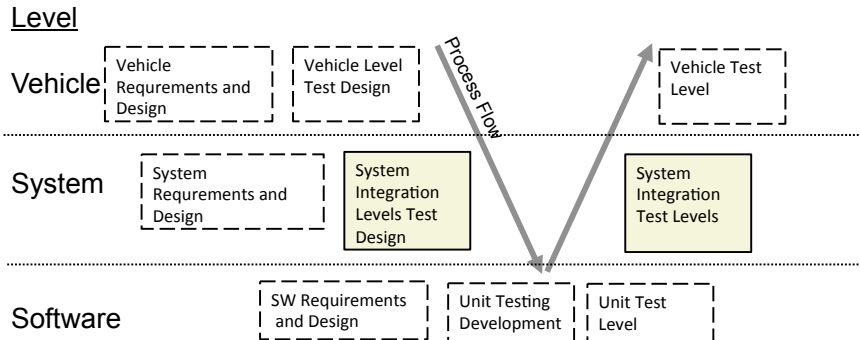 Level
Vehicle
Vehicle
Requrements and
Design
Vehicle Level
Test Design
Process Flow
Vehicle Test
Level
System
System
Requrements and
Design
System
Integration
Levels Test
Design
System
Integration
Test Levels
Software
SW Requirements
and Design
Unit Testing
Development
Unit Test
Level